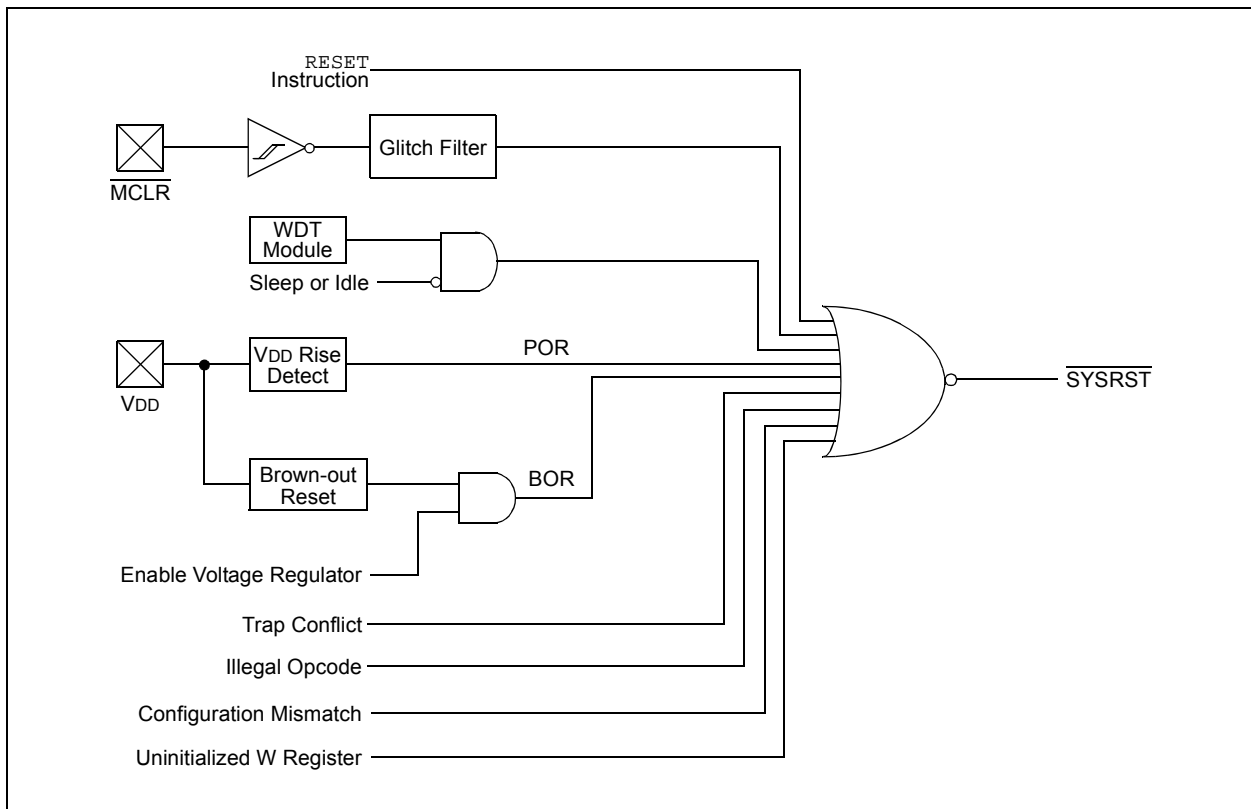 RESET
Instruction
Glitch Filter
MCLR
WDT
Module
Sleep or Idle
VDD Rise
Detect
POR
VDD
SYSRST
Brown-out
Reset
BOR
Enable Voltage Regulator
Trap Conflict
Illegal Opcode
Configuration Mismatch
Uninitialized W Register